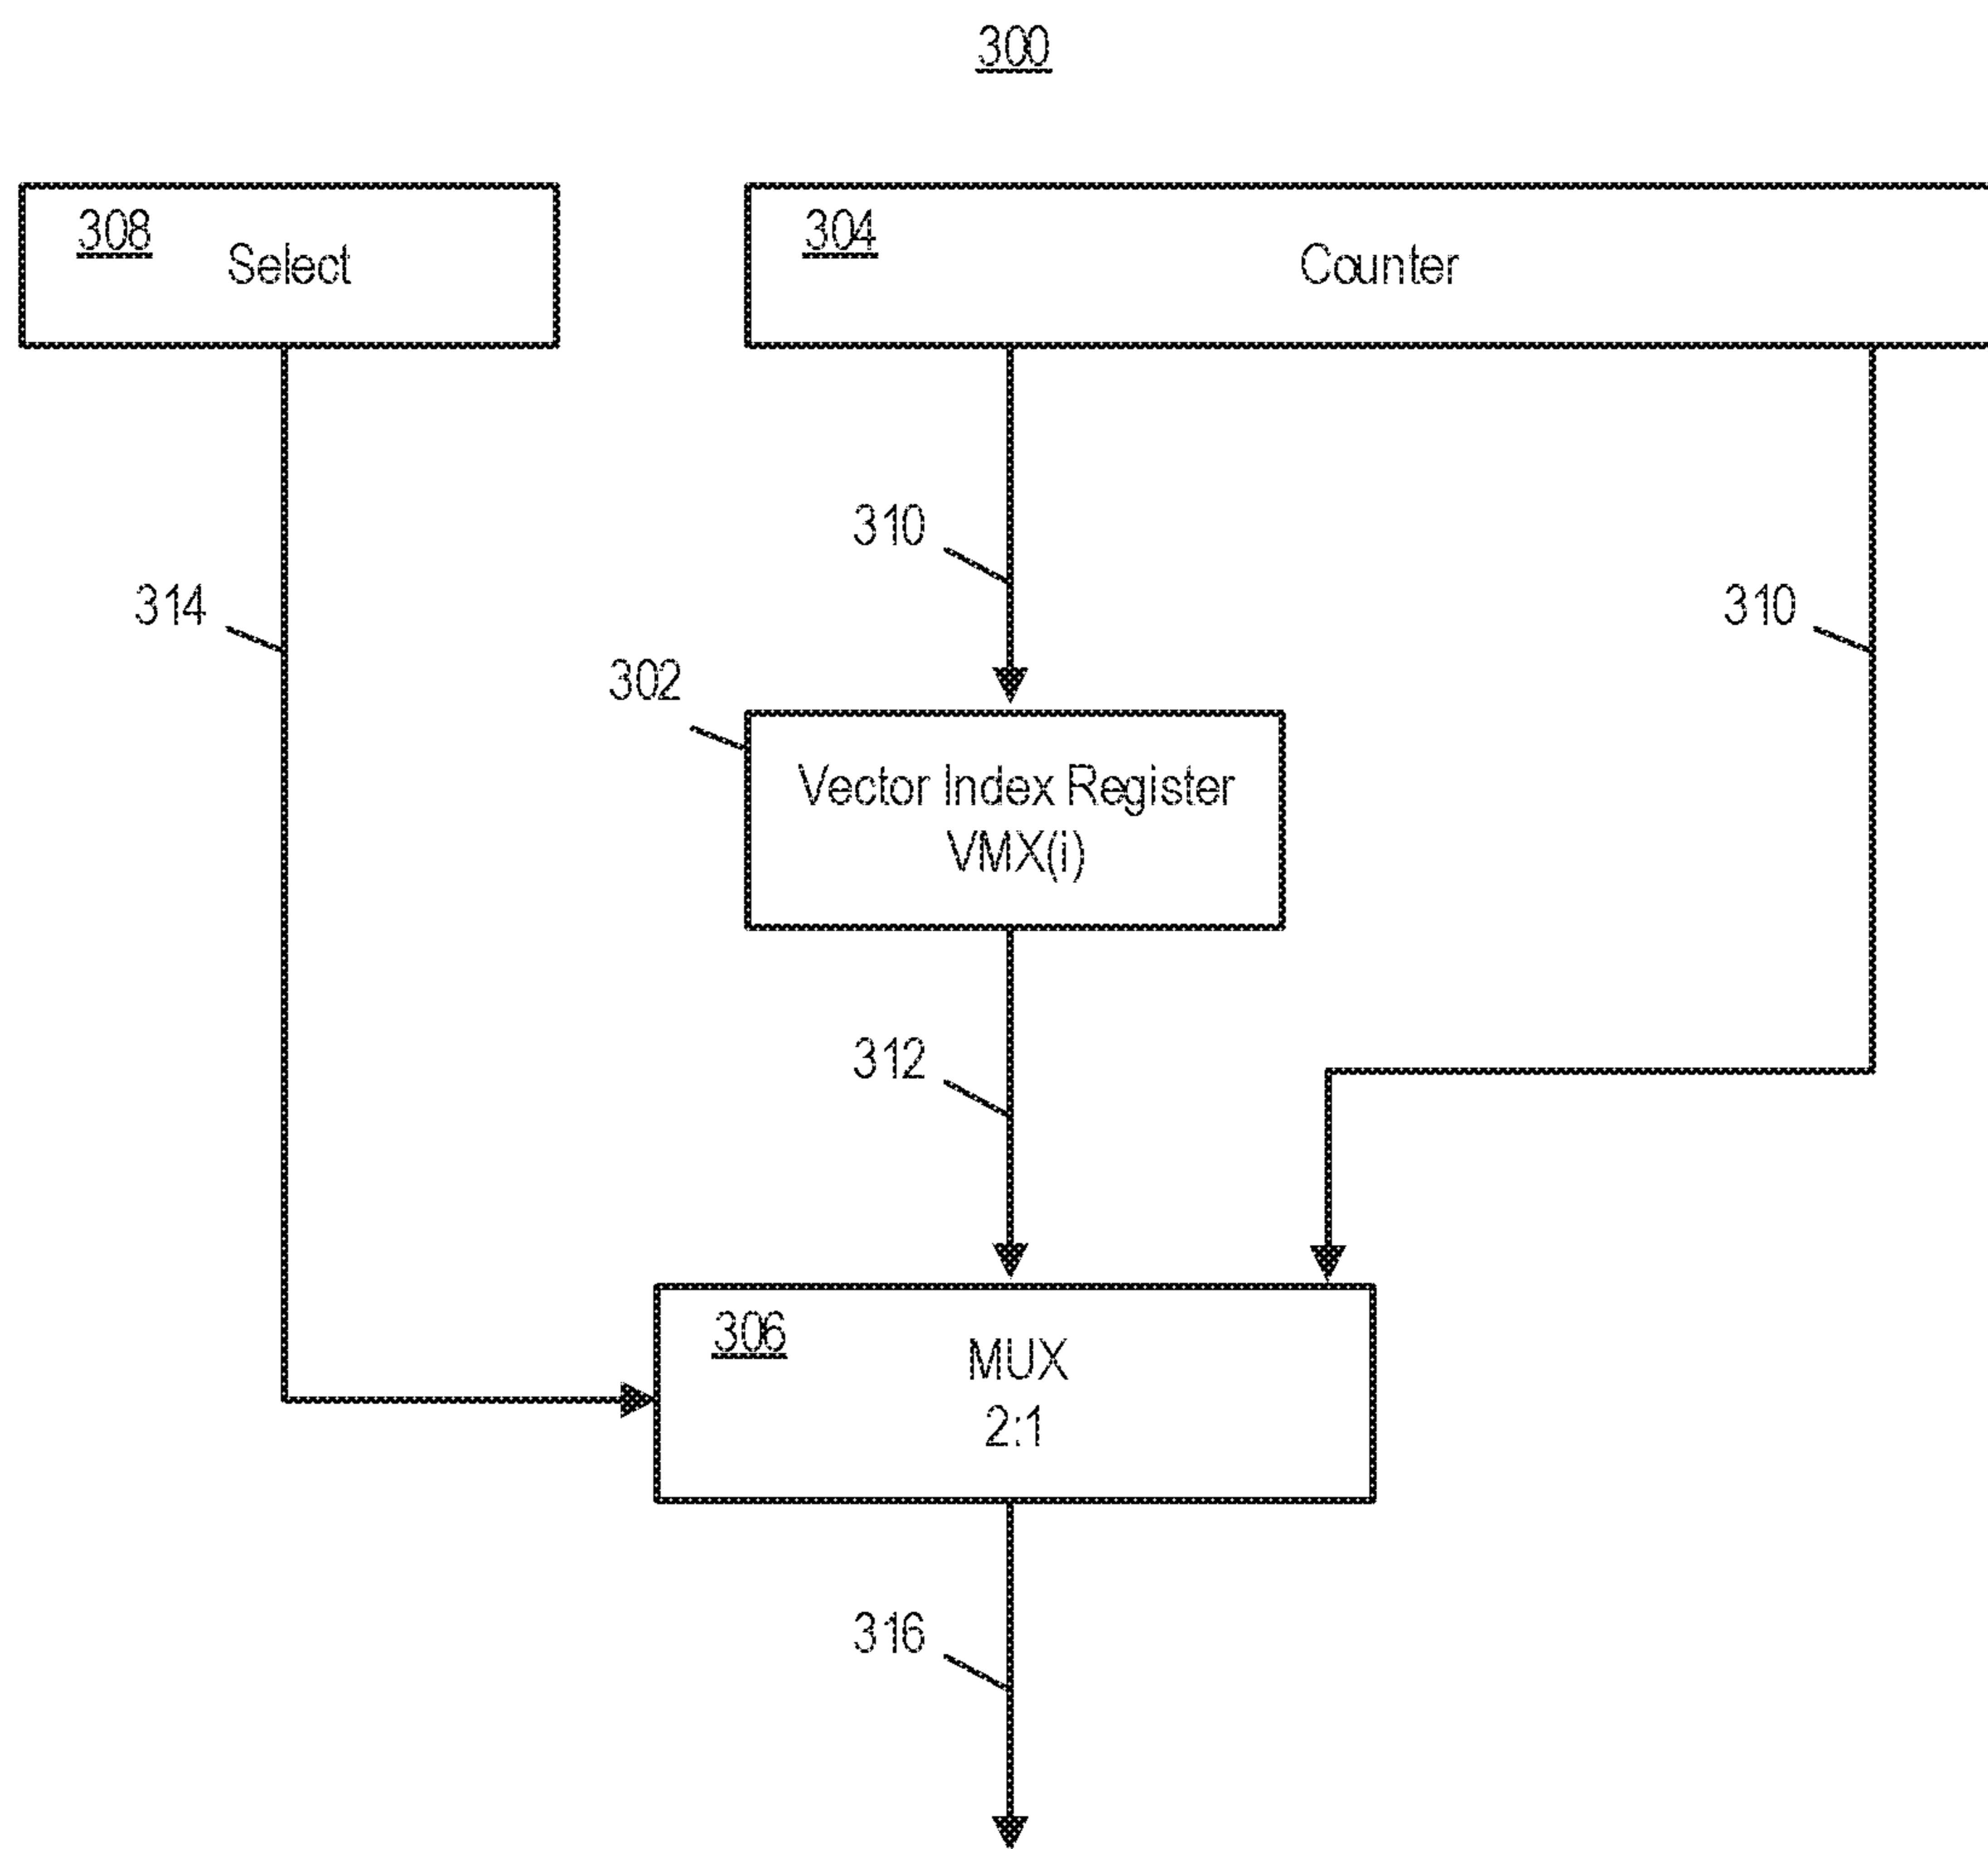 300
308
Select
304
Counter
310
314
310
302
Vector Index Register
VMX(i)
312
306
MUX
2:1
316